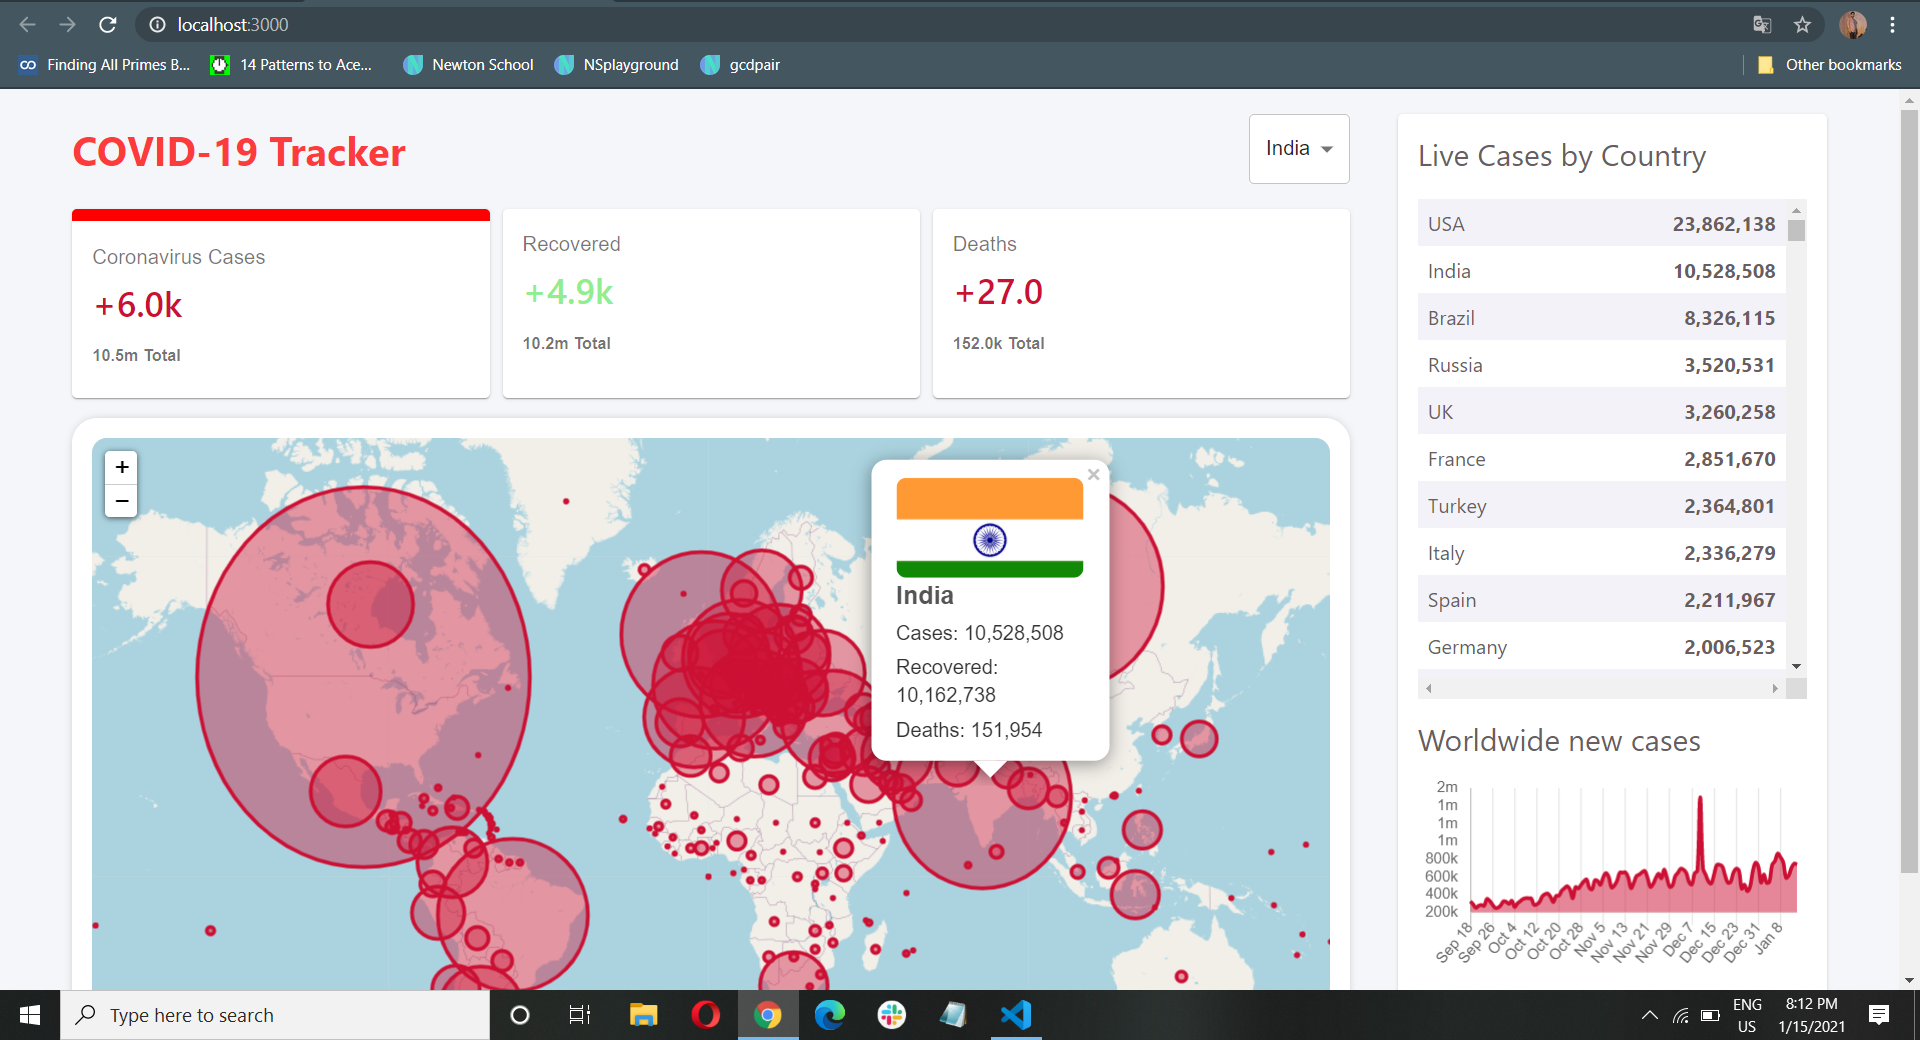 localhost:3000
Finding All Primes B...
14 Patterns to Ace...
Newton School
NSplayground
gcdpair
Other bookmarks
COVID-19 Tracker
India
Coronavirus Cases
+6.0k
10.5m Total
Recovered
+4.9k
10.2m Total
Deaths
+27.0
152.0k Total
+
−
×
India
Cases: 10,528,508
Recovered:
10,162,738
Deaths: 151,954
Live Cases by Country
USA 23,862,138
India 10,528,508
Brazil 8,326,115
Russia 3,520,531
UK 3,260,258
France 2,851,670
Turkey 2,364,801
Italy 2,336,279
Spain 2,211,967
Germany 2,006,523
Worldwide new cases
2m
1m
1m
1m
800k
600k
400k
200k
Sep 18
Sep 26
Oct 4
Oct 12
Oct 20
Oct 28
Nov 5
Nov 13
Nov 21
Nov 29
Dec 7
Dec 15
Dec 23
Dec 31
Jan 8
Type here to search
ENG
US
8:12 PM
1/15/2021